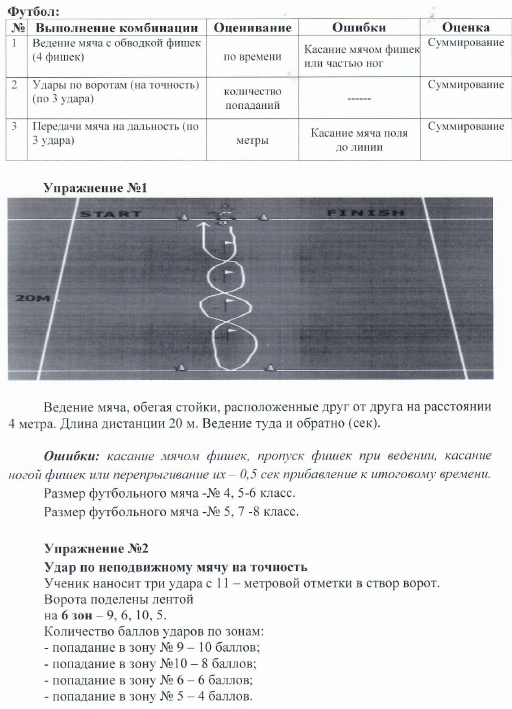 Футбол:
№ Выполнение комбинации Оценивание Ошибки Оценка
1 Ведение мяча с обводкой фишек (4 фишек) по времени Касание мячом фишек или частью ног Суммирование
2 Удары по воротам (на точность) (по 3 удара) количество попаданий ------ Суммирование
3 Передачи мяча на дальность (по 3 удара) метры Касание мяча поля до линии Суммирование
Упражнение №1
START FINISH
20M
Ведение мяча, обегая стойки, расположенные друг от друга на расстоянии
4 метра. Длина дистанции 20 м. Ведение туда и обратно (сек).
Ошибки: касание мячом фишек, пропуск фишек при ведении, касание
ногой фишек или перепрыгивание их – 0,5 сек прибавление к итоговому времени.
Размер футбольного мяча -№ 4, 5-6 класс.
Размер футбольного мяча -№ 5, 7 -8 класс.
Упражнение №2
Удар по неподвижному мячу на точность
Ученик наносит три удара с 11 – метровой отметки в створ ворот.
Ворота поделены лентой
на 6 зон – 9, 6, 10, 5.
Количество баллов ударов по зонам:
- попадание в зону № 9 – 10 баллов;
- попадание в зону №10 – 8 баллов;
- попадание в зону № 6 – 6 баллов;
- попадание в зону № 5 – 4 баллов.